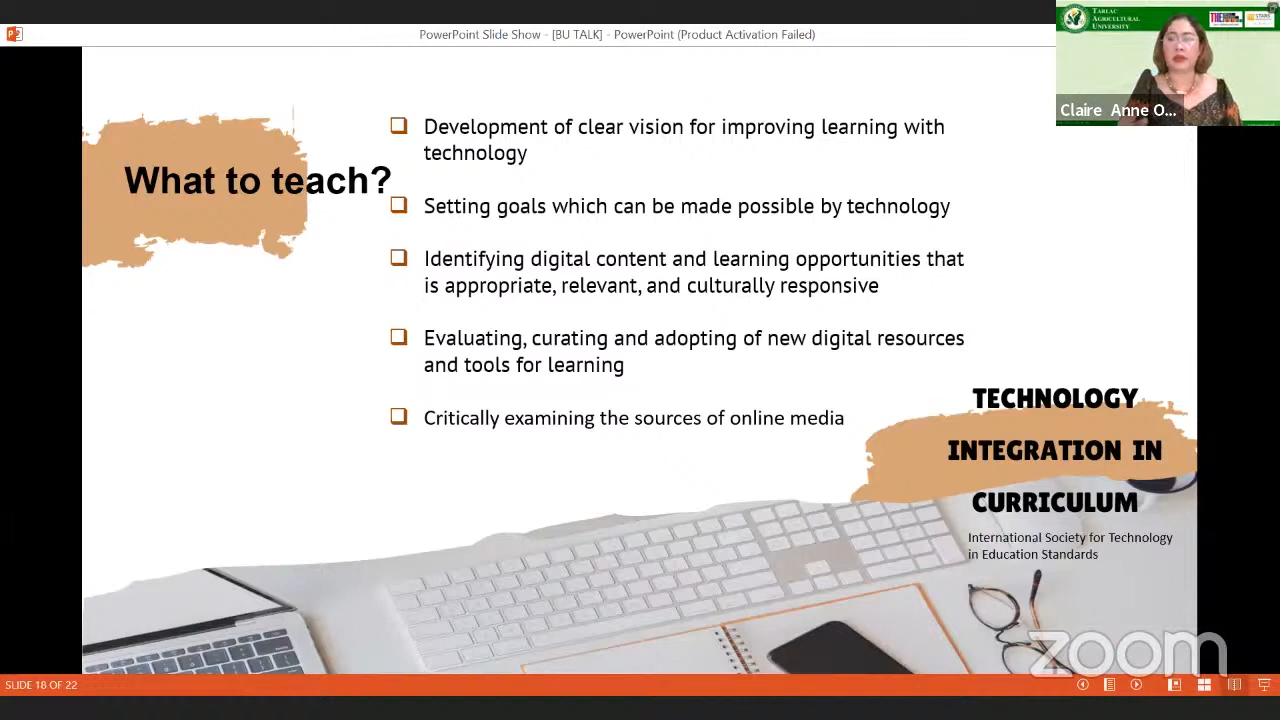 PowerPoint Slide Show - [BU TALK] - PowerPoint (Product Activation Failed)
TARLAC
AGRICULTURAL
UNIVERSITY
Claire Anne O...
What to teach?
Development of clear vision for improving learning with
technology
Setting goals which can be made possible by technology
Identifying digital content and learning opportunities that
is appropriate, relevant, and culturally responsive
Evaluating, curating and adopting of new digital resources
and tools for learning
Critically examining the sources of online media
TECHNOLOGY
INTEGRATION IN
CURRICULUM
International Society for Technology
in Education Standards
zoom
SLIDE 18 OF 22